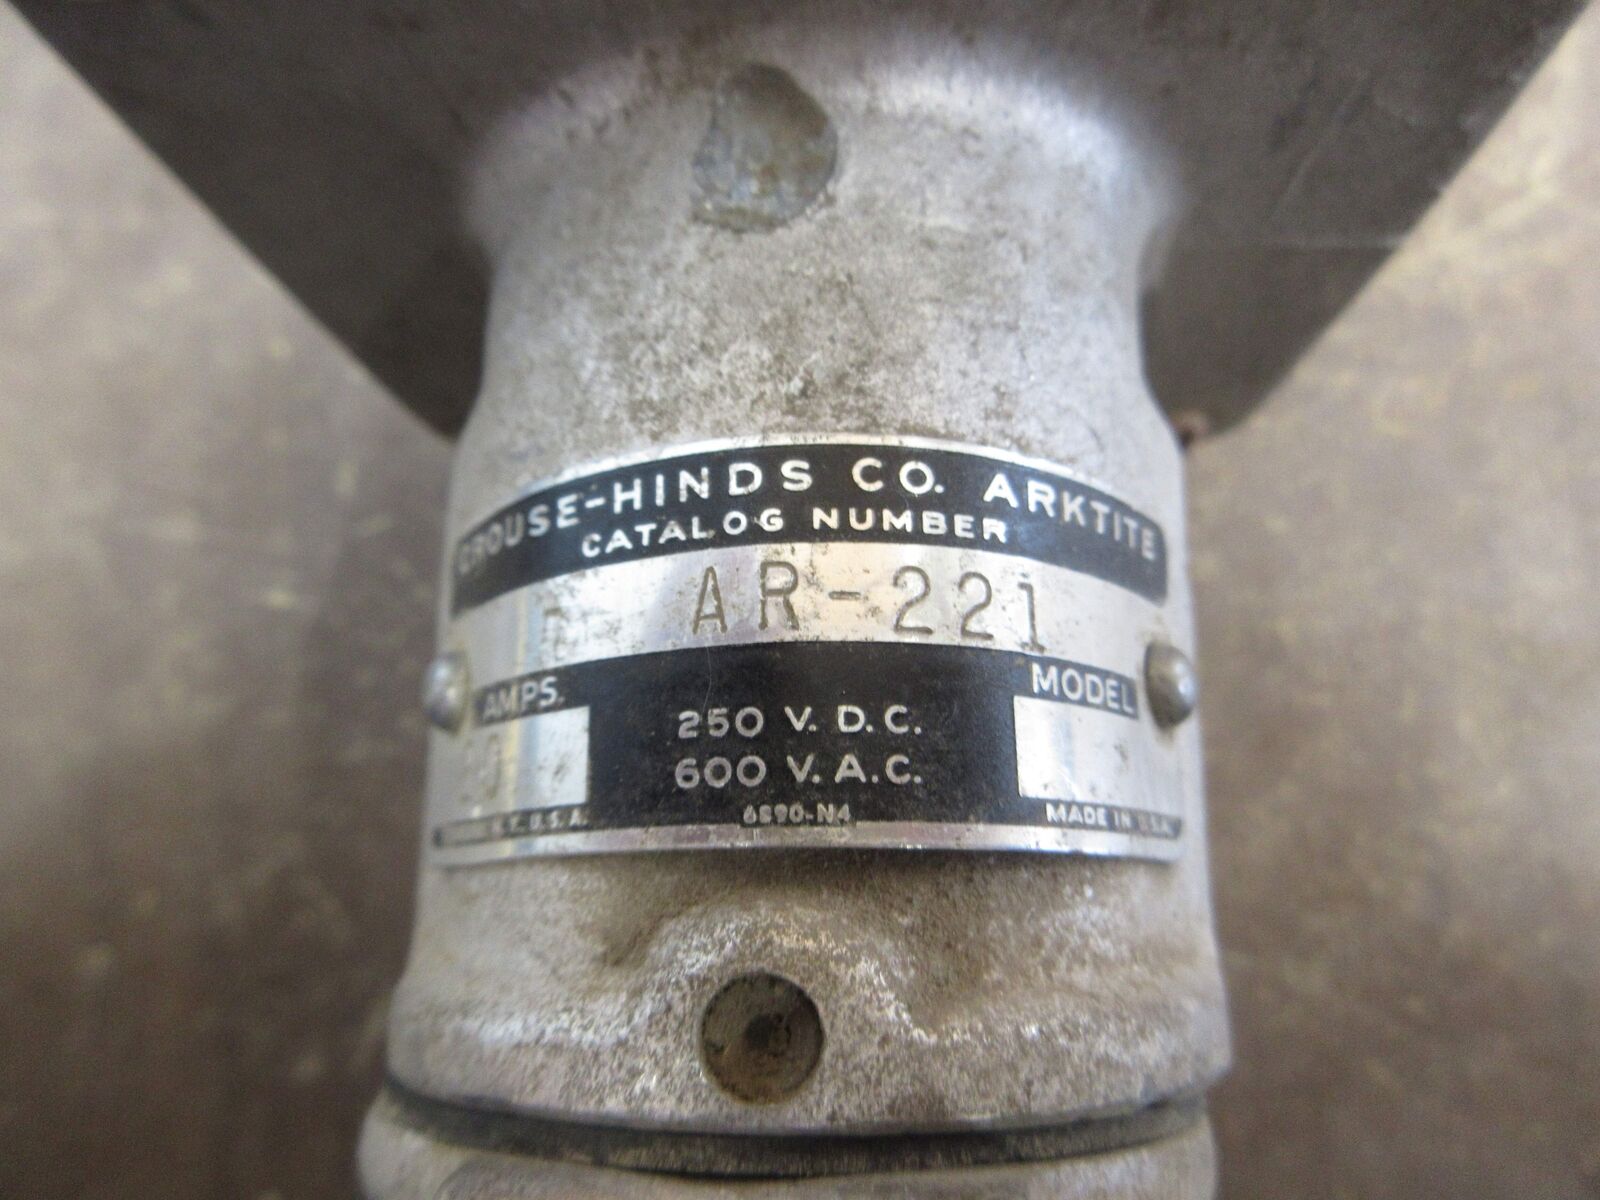 CROUSE-HINDS CO. ARKTITE
CATALOG NUMBER
AR-221
AMPS.
MODEL
250 V. D.C.
600 V. A.C.
6890-N4
U.S.A.
MADE IN U.S.A.